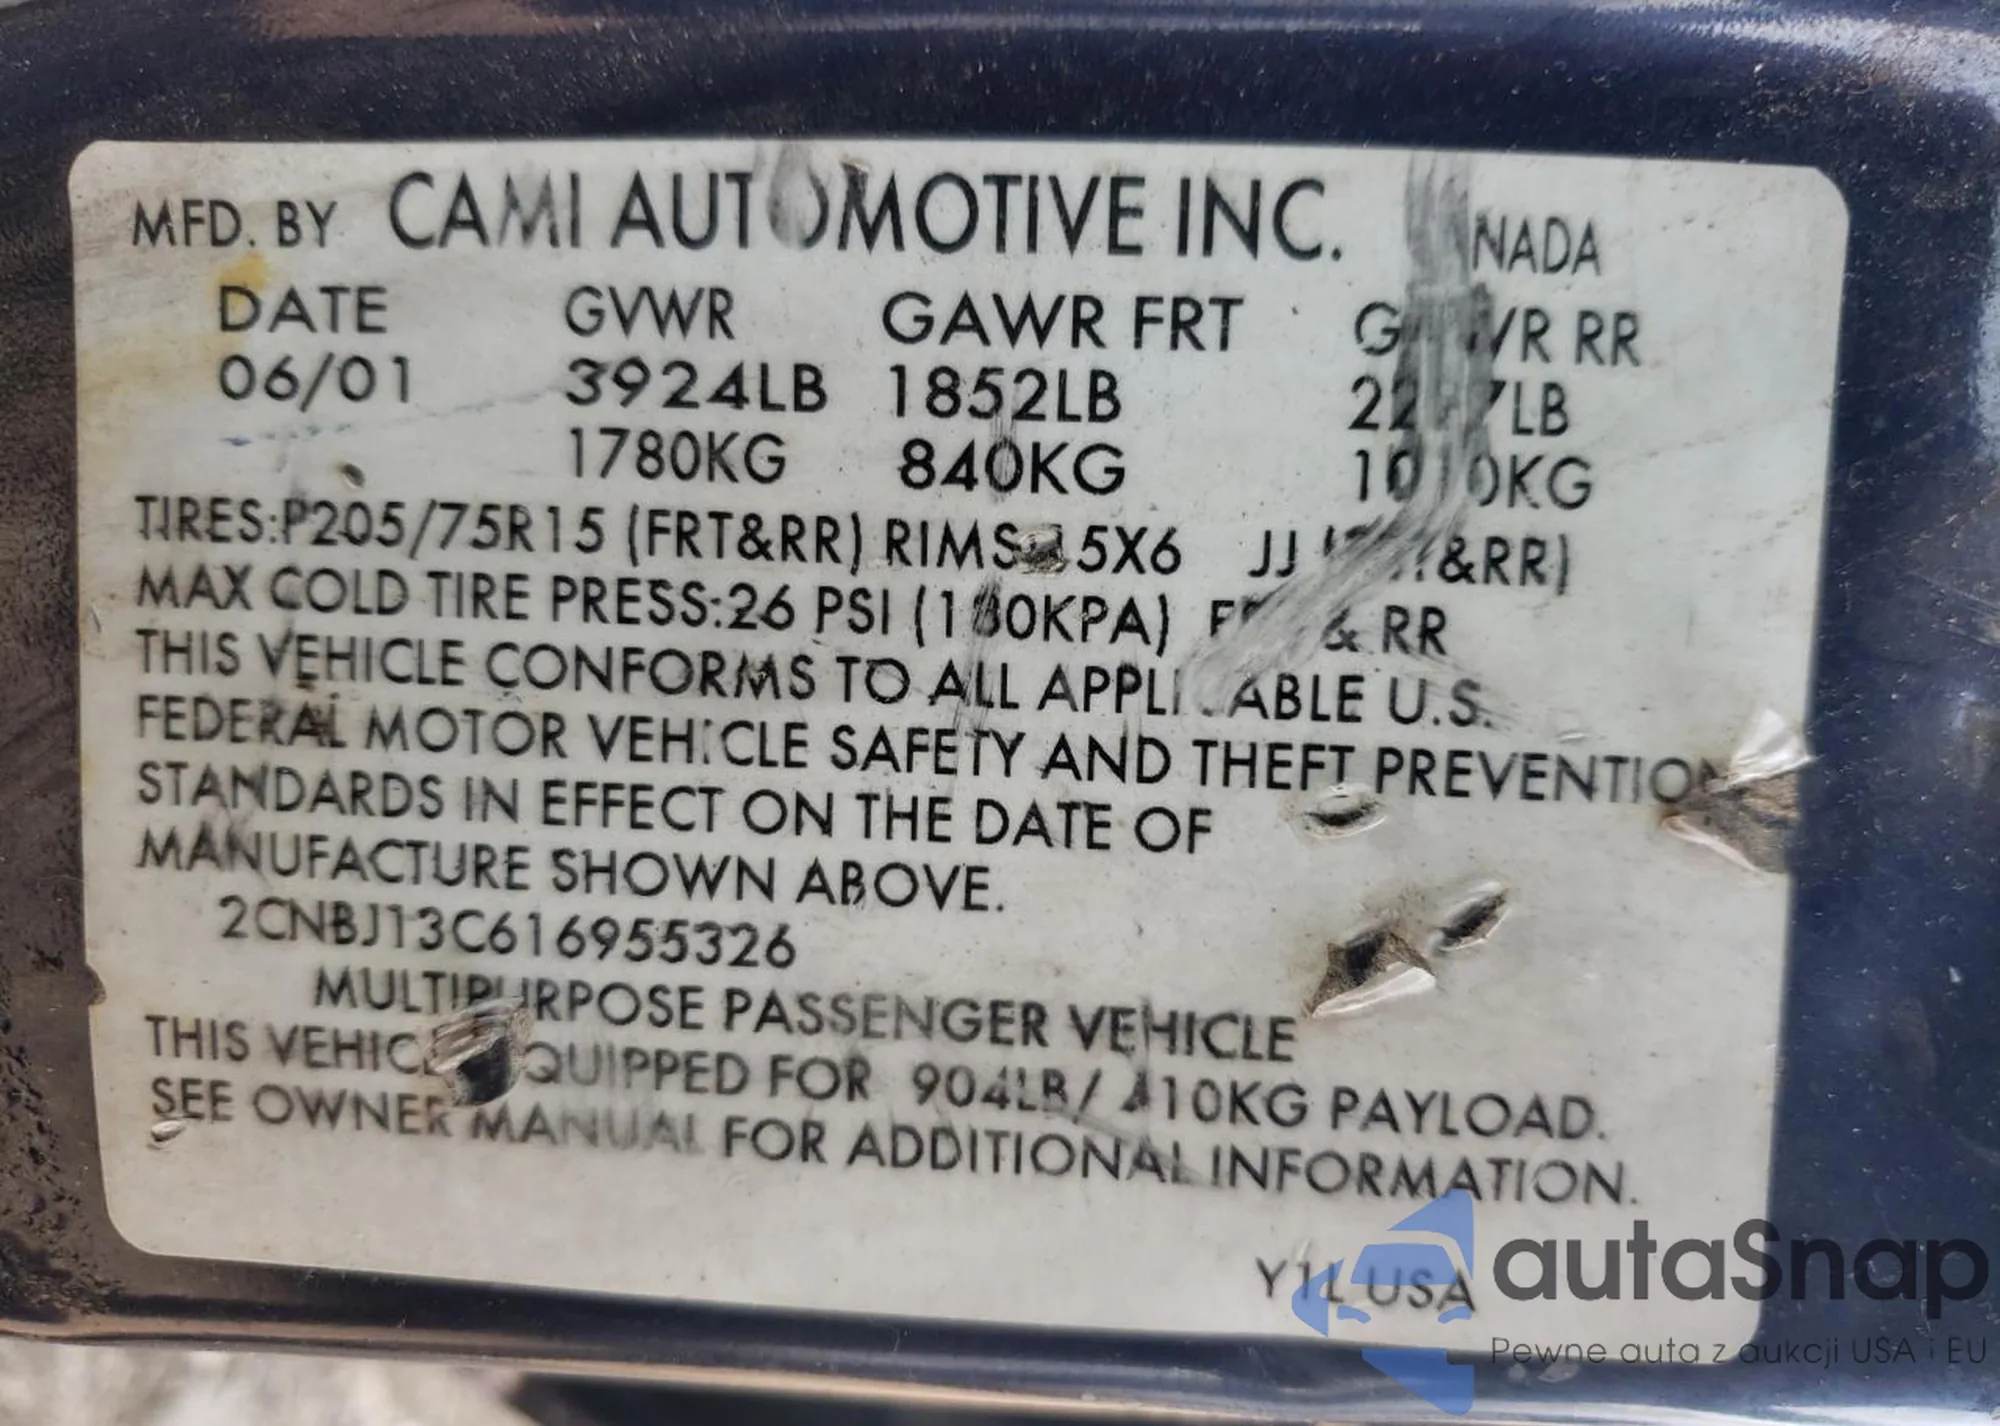 MFD. BY CAMI AUTOMOTIVE INC.
DATE GVWR GAWR FRT RR
06/01 3924LB 1852LB
1780KG 840KG
TIRES:P205/75R15 (FRT&RR) RIMS 15X6 JJ
MAX COLD TIRE PRESS:26 PSI & RR
THIS VEHICLE CONFORMS TO ALL APPLICABLE U.S.
FEDERAL MOTOR VEHICLE SAFETY AND THEFT PREVENTION
STANDARDS IN EFFECT ON THE DATE OF
MANUFACTURE SHOWN ABOVE.
2CNBJ13C616955326
MULTIPURPOSE PASSENGER VEHICLE
THIS VEHICLE EQUIPPED FOR 904LB/ 410KG PAYLOAD.
SEE OWNER MANUAL FOR ADDITIONAL INFORMATION.
Y1L USA
autaSnap
Pewne auta z aukcji USA i EU